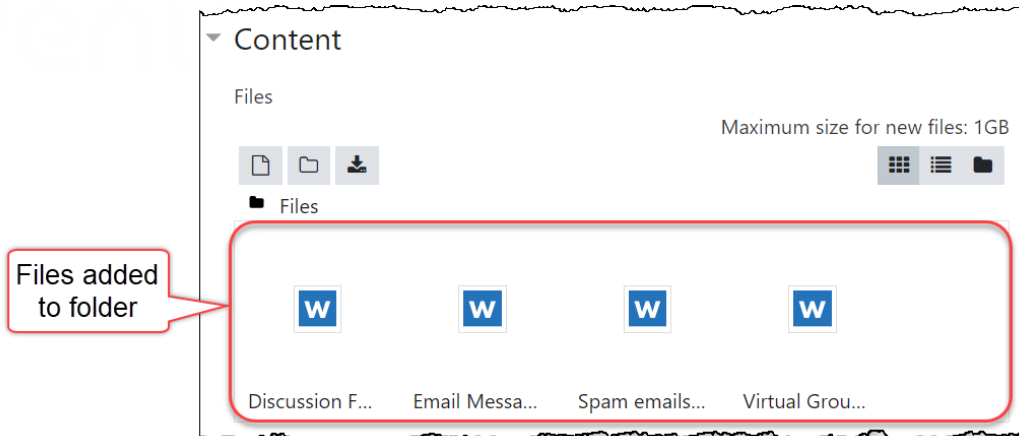 Content
Files
Maximum size for new files: 1GB
Files
Files added
to folder
W W W W
Discussion F... Email Messa... Spam emails... Virtual Grou...